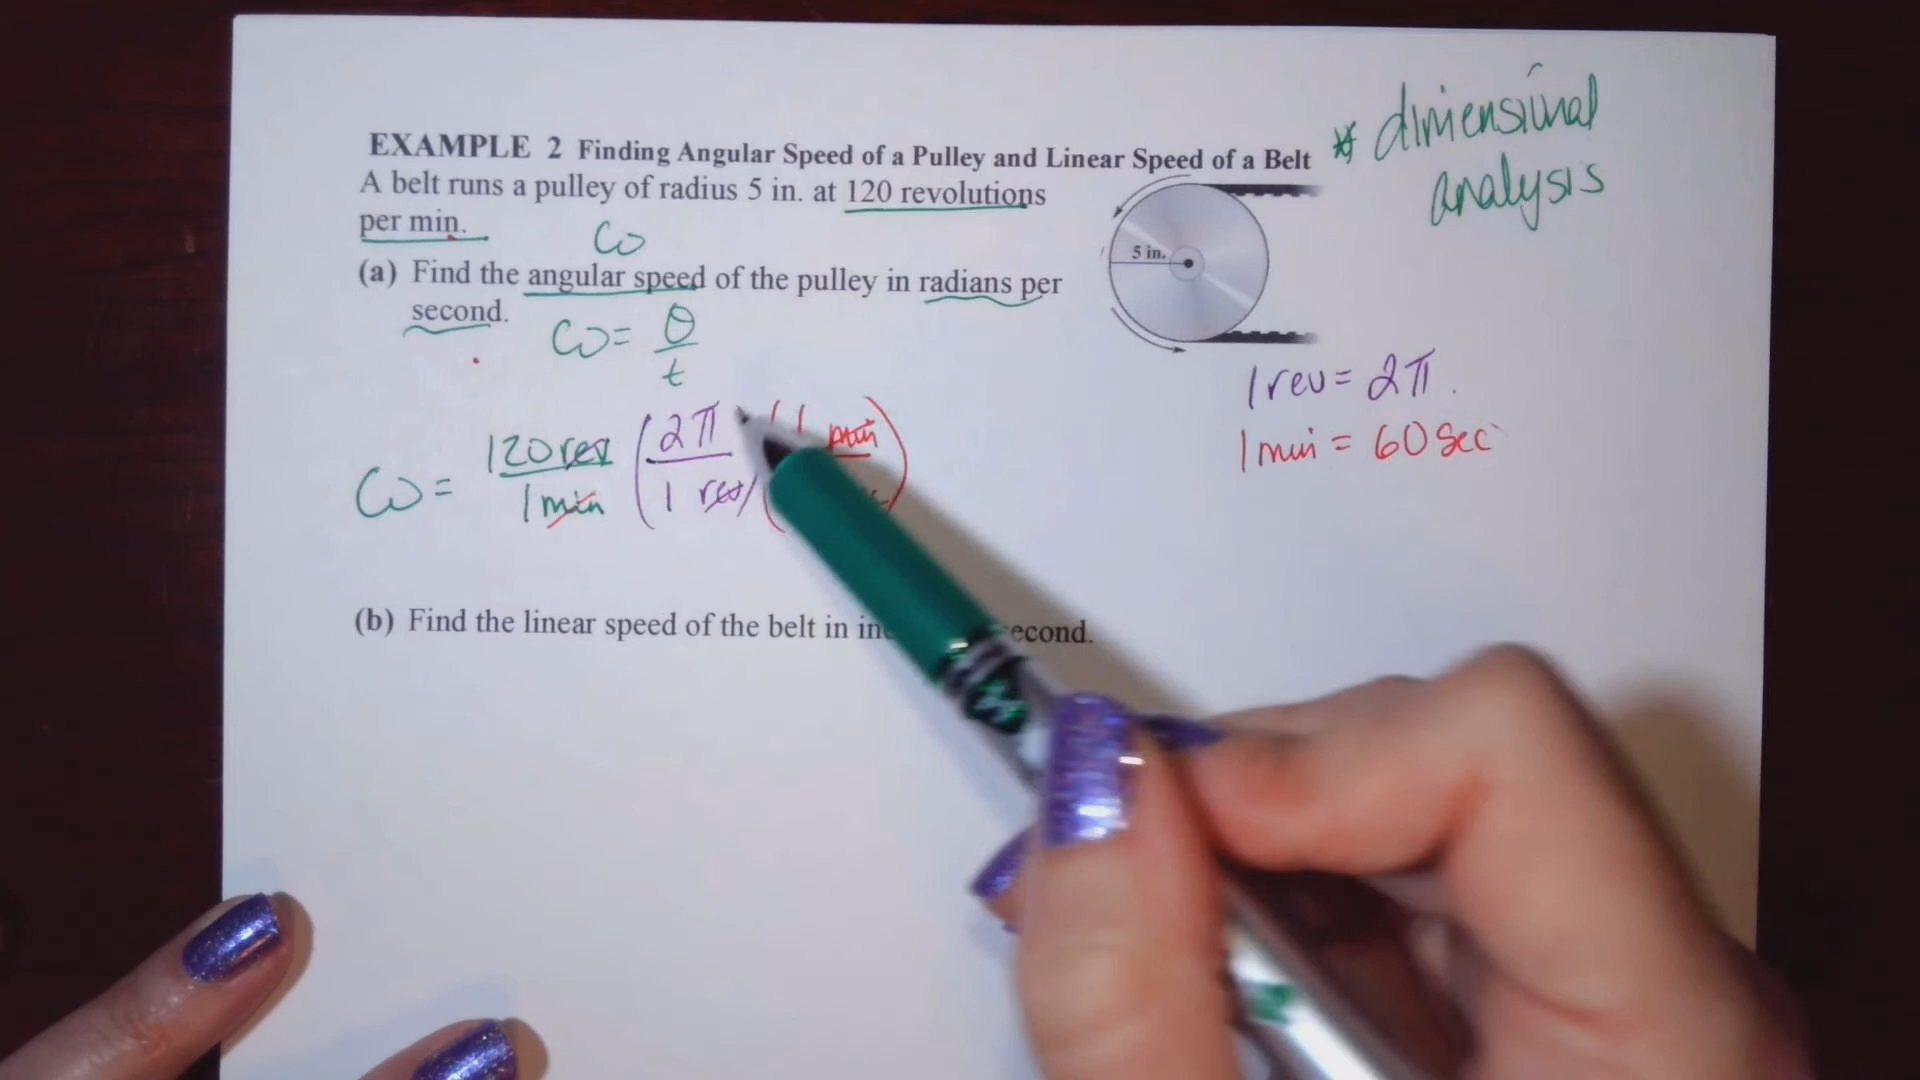 EXAMPLE 2 Finding Angular Speed of a Pulley and Linear Speed of a Belt
* dimensional
analysis
A belt runs a pulley of radius 5 in. at 120 revolutions
per min.
ω
(a) Find the angular speed of the pulley in radians per
second.
5 in.
ω = θ
t
1 rev = 2π
1 min = 60 sec
ω = 120 rev ( 2π ( 1 min )
1 min 1 rev
(b) Find the linear speed of the belt in